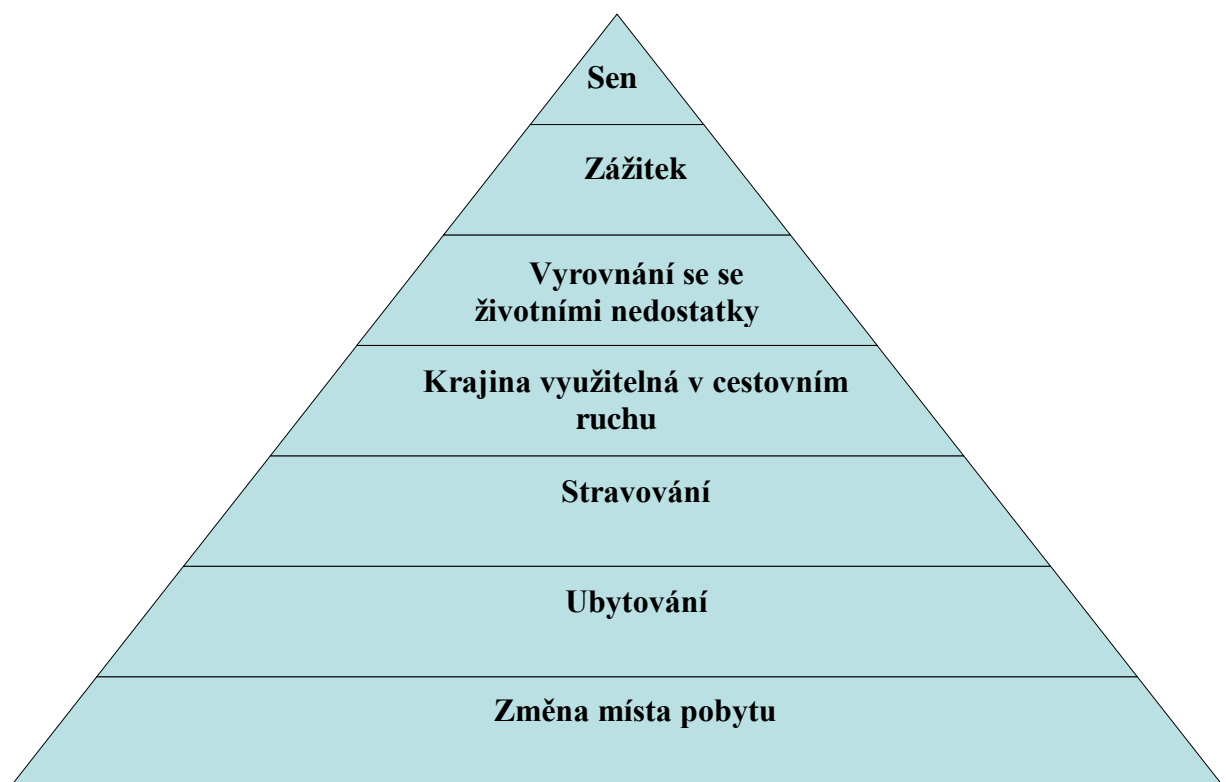 Sen
Zážitek
Vyrovnání se se
životními nedostatky
Krajina využitelná v cestovním
ruchu
Stravování
Ubytování
Změna místa pobytu